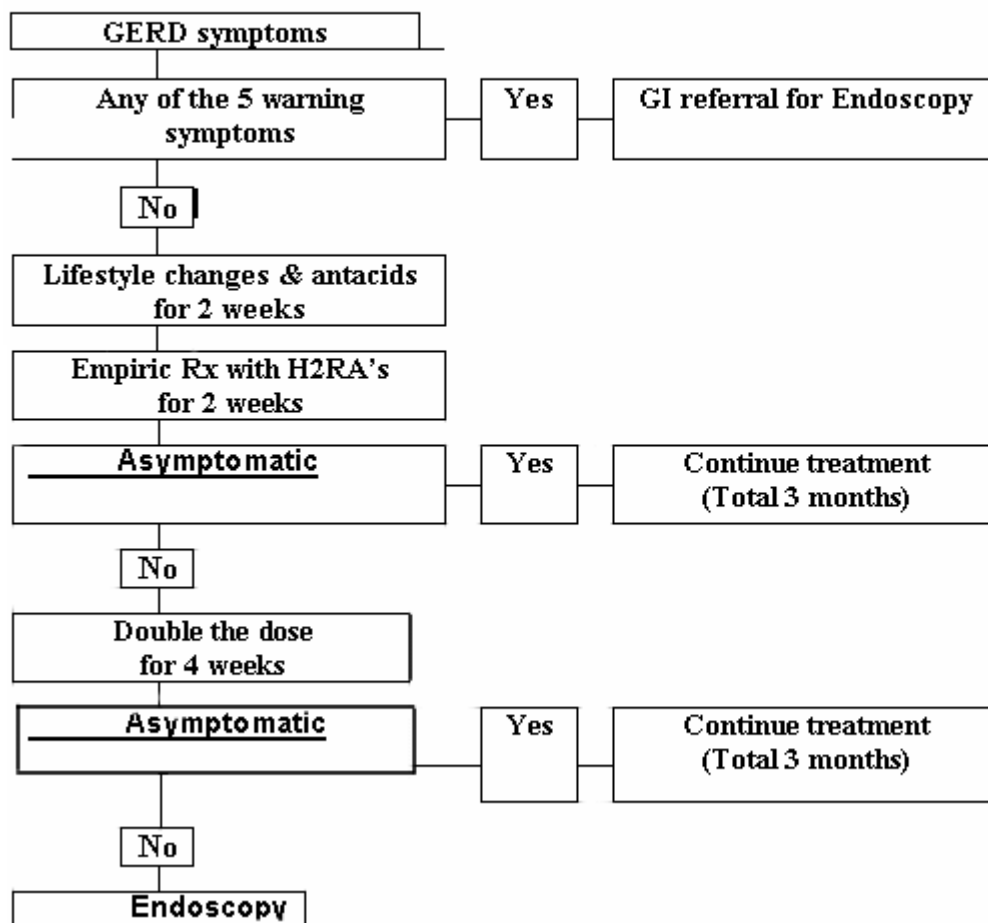 GERD symptoms
Any of the 5 warning
symptoms
Yes
GI referral for Endoscopy
No
Lifestyle changes & antacids
for 2 weeks
Empiric Rx with H2RA's
for 2 weeks
Asymptomatic
Yes
Continue treatment
(Total 3 months)
No
Double the dose
for 4 weeks
Asymptomatic
Yes
Continue treatment
(Total 3 months)
No
Endoscopy